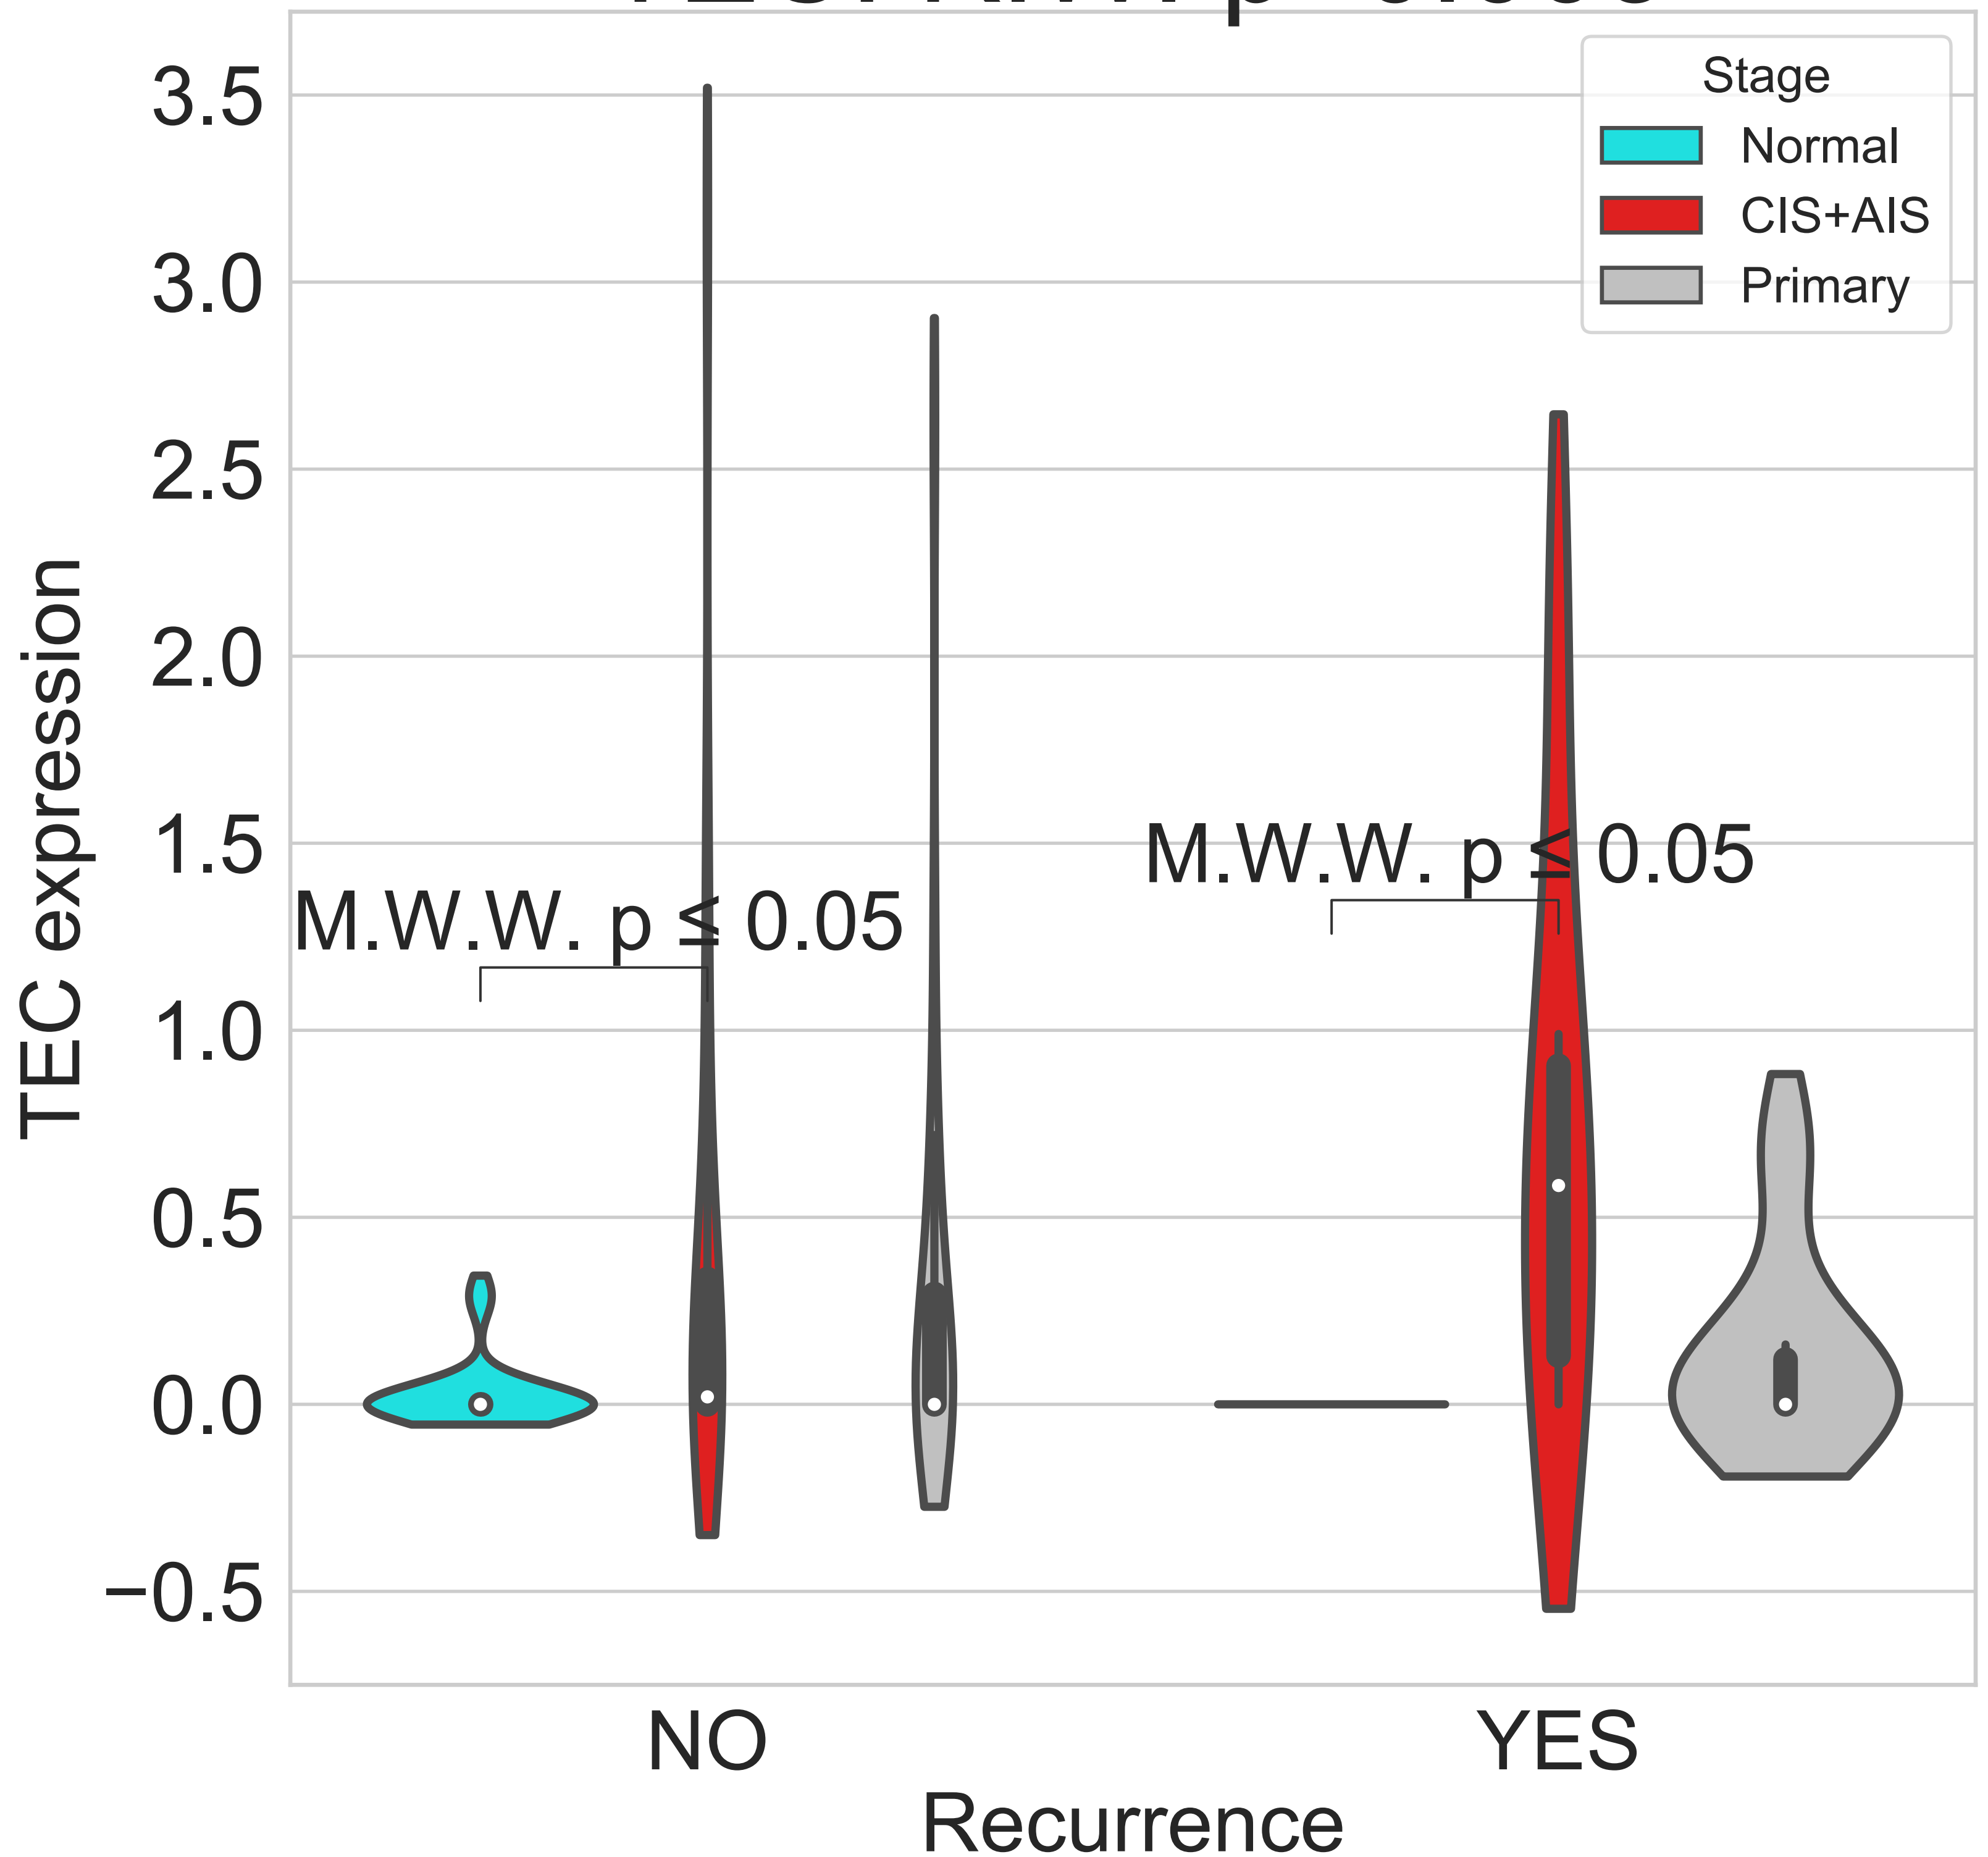 Stage
Normal
CIS+AIS
Primary
3.5
3.0
2.5
2.0
1.5
1.0
0.5
0.0
−0.5
TEC expression
M.W.W. p ≤ 0.05
M.W.W. p ≤ 0.05
NO
YES
Recurrence